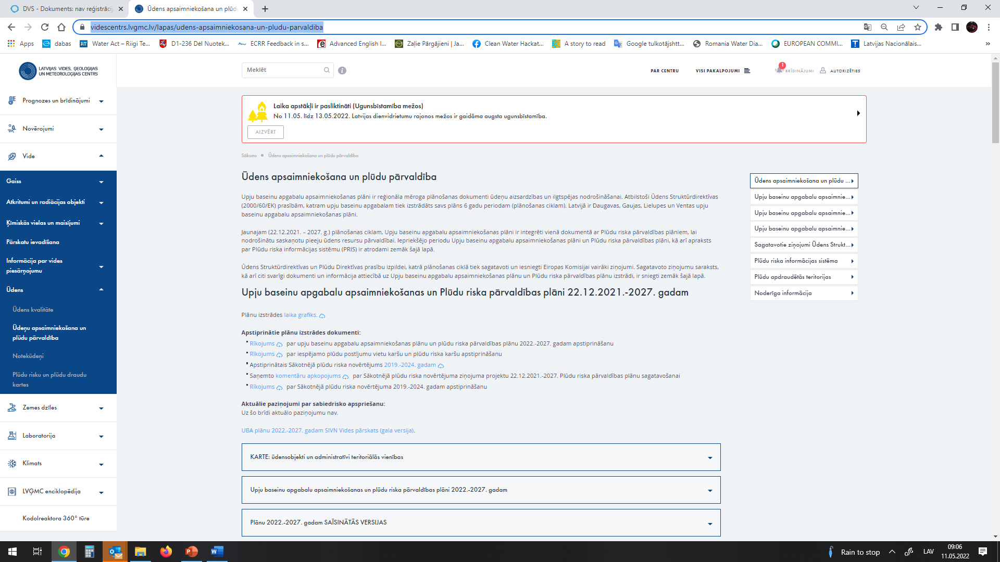 DVS - Dokuments: nav reģistrācij
Ūdens apsaimniekošana un plūdu
videscentrs.lvgmc.lv/lapas/udens-apsaimniekosana-un-pludu-parvaldiba
Apps
dabas
Water Act – Riigi Te...
D1-236 Dėl Nuotek...
ECRR Feedback in s...
Advanced English I...
Zaļie Pārgājieni | Ja...
Clean Water Hackat...
A story to read
Google tulkotājshtt...
Romania Water Dia...
EUROPEAN COMMI...
Latvijas Nacionālais...
LATVIJAS VIDES, ĢEOLOĢIJAS
UN METEOROLOĢIJAS CENTRS
Meklēt
PAR CENTRU
VISI PAKALPOJUMI
1
BRĪDINĀJUMI
AUTORIZĒTIES
Prognozes un brīdinājumi
Novērojumi
Vide
Gaiss
Atkritumi un radiācijas objekti
Ķīmiskās vielas un maisījumi
Pārskatu ievadīšana
Informācija par vides
piesārņojumu
Ūdens
Ūdens kvalitāte
Ūdeņu apsaimniekošana un
plūdu pārvaldība
Notekūdeņi
Plūdu risku un plūdu draudu
kartes
Zemes dzīles
Laboratorija
Klimats
LVĢMC enciklopēdija
Kodolreaktora 360° tūre
Laika apstākļi ir pasliktināti (Ugunsbīstamība mežos)
No 11.05. līdz 13.05.2022. Latvijas dienvidrietumu rajonos mežos ir gaidāma augsta ugunsbīstamība.
AIZVĒRT
Sākums
Ūdens apsaimniekošana un plūdu pārvaldība
Ūdens apsaimniekošana un plūdu pārvaldība
Upju baseinu apgabalu apsaimniekošanas plāni ir reģionāla mēroga plānošanas dokumenti ūdeņu aizsardzības un ilgtspējas nodrošināšanai. Atbilstoši Ūdens Struktūrdirektīvas
(2000/60/EK) prasībām, katram upju baseinu apgabalam tiek izstrādāts savs plāns 6 gadu periodam (plānošanas ciklam). Latvijā ir Daugavas, Gaujas, Lielupes un Ventas upju
baseinu apgabalu apsaimniekošanas plāni.
Jaunajam (22.12.2021. – 2027. g.) plānošanas ciklam, Upju baseinu apgabalu apsaimniekošanas plāni ir integrēti vienā dokumentā ar Plūdu riska pārvaldības plāniem, lai
nodrošinātu saskaņotu pieeju ūdens resursu pārvaldībai. Iepriekšējo periodu Upju baseinu apgabalu apsaimniekošanas plāni un Plūdu riska pārvaldības plāni, kā arī apraksts
par Plūdu riska informācijas sistēmu (PRIS) ir atrodami zemāk šajā lapā.
Ūdens Struktūrdirektīvas un Plūdu Direktīvas prasību izpildei, katrā plānošanas ciklā tiek sagatavoti un iesniegti Eiropas Komisijai vairāki ziņojumi. Sagatavoto ziņojumu saraksts,
kā arī citi svarīgi dokumenti un informācija attiecībā uz Upju baseinu apgabalu apsaimniekošanas plānu un Plūdu riska pārvaldības plānu izstrādi, ir sniegti zemāk šajā lapā.
Upju baseinu apgabalu apsaimniekošanas un Plūdu riska pārvaldības plāni 22.12.2021.-2027. gadam
Plānu izstrādes laika grafiks.
Apstiprinātie plānu izstrādes dokumenti:
Rīkojums par upju baseinu apgabalu apsaimniekošanas plānu un plūdu riska pārvaldības plānu 2022.-2027. gadam apstiprināšanu
Rīkojums par iespējamo plūdu postījumu vietu karšu un plūdu riska karšu apstiprināšanu
Apstiprinātais Sākotnējā plūdu riska novērtējums 2019.-2024. gadam
Saņemto komentāru apkopojums par Sākotnējā plūdu riska novērtējuma ziņojuma projektu 22.12.2021.-2027. Plūdu riska pārvaldības plānu sagatavošanai
Rīkojums par Sākotnējā plūdu riska novērtējuma 2019.-2024. gadam apstiprināšanu
Aktuālie paziņojumi par sabiedrisko apspriešanu:
Uz šo brīdi aktuālo paziņojumu nav.
UBA plānu 2022.-2027. gadam SIVN Vides pārskats (gala versija).
KARTE: ūdensobjekti un administratīvi teritoriālās vienības
Upju baseinu apgabalu apsaimniekošanas un plūdu riska pārvaldības plāni 2022.-2027. gadam
Plānu 2022.-2027. gadam SAĪSINĀTĀS VERSIJAS
Ūdens apsaimniekošana un plūdu ...
Upju baseinu apgabalu apsaimnie...
Upju baseinu apgabalu apsaimnie...
Upju baseinu apgabalu apsaimnie...
Sagatavotie ziņojumi Ūdens Strukt...
Plūdu riska informācijas sistēma
Plūdu apdraudētās teritorijas
Noderīga informācija
Rain to stop
LAV
09:06
11.05.2022